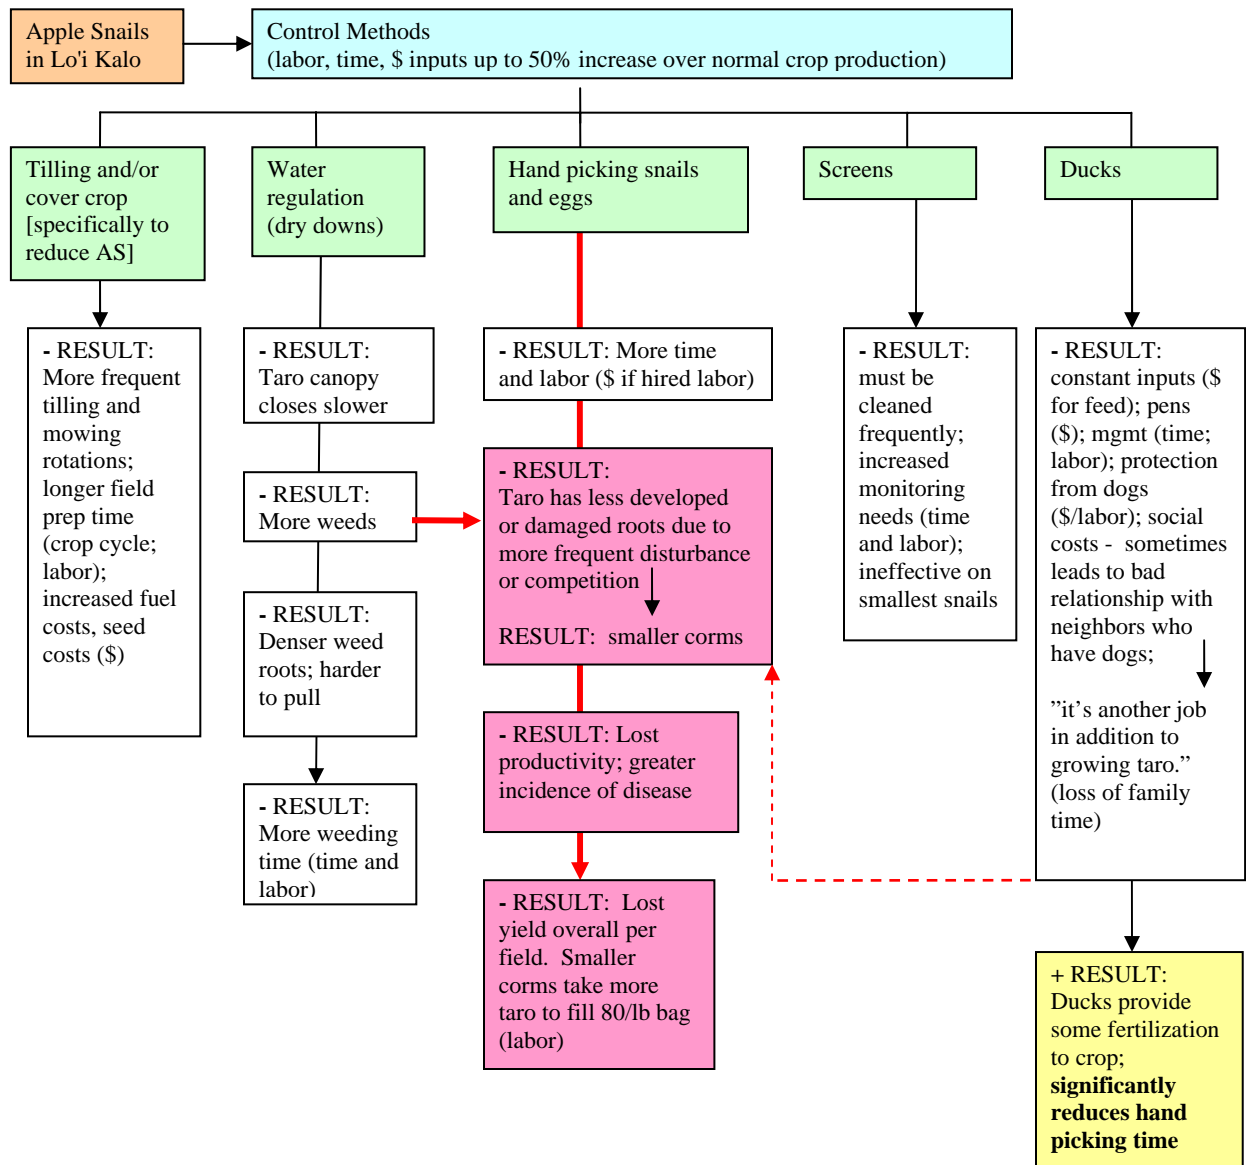 Apple Snails
in Lo'i Kalo
Control Methods
(labor, time, $ inputs up to 50% increase over normal crop production)
Tilling and/or
cover crop
[specifically to
reduce AS]
Water
regulation
(dry downs)
Hand picking snails
and eggs
Screens
Ducks
- RESULT:
More frequent
tilling and
mowing
rotations;
longer field
prep time
(crop cycle;
labor);
increased fuel
costs, seed
costs ($)
- RESULT:
Taro canopy
closes slower
- RESULT:
More weeds
- RESULT:
Denser weed
roots; harder
to pull
- RESULT:
More weeding
time (time and
labor)
- RESULT: More time
and labor ($ if hired labor)
- RESULT:
Taro has less developed
or damaged roots due to
more frequent disturbance
or competition
RESULT:  smaller corms
- RESULT: Lost
productivity; greater
incidence of disease
- RESULT:  Lost
yield overall per
field.  Smaller
corms take more
taro to fill 80/lb bag
(labor)
- RESULT:
must be
cleaned
frequently;
increased
monitoring
needs (time
and labor);
ineffective on
smallest snails
- RESULT:
constant inputs ($
for feed); pens
($); mgmt (time;
labor); protection
from dogs
($/labor); social
costs -  sometimes
leads to bad
relationship with
neighbors who
have dogs;
”it’s another job
in addition to
growing taro.”
(loss of family
time)
+ RESULT:
Ducks provide
some fertilization
to crop;
significantly
reduces hand
picking time